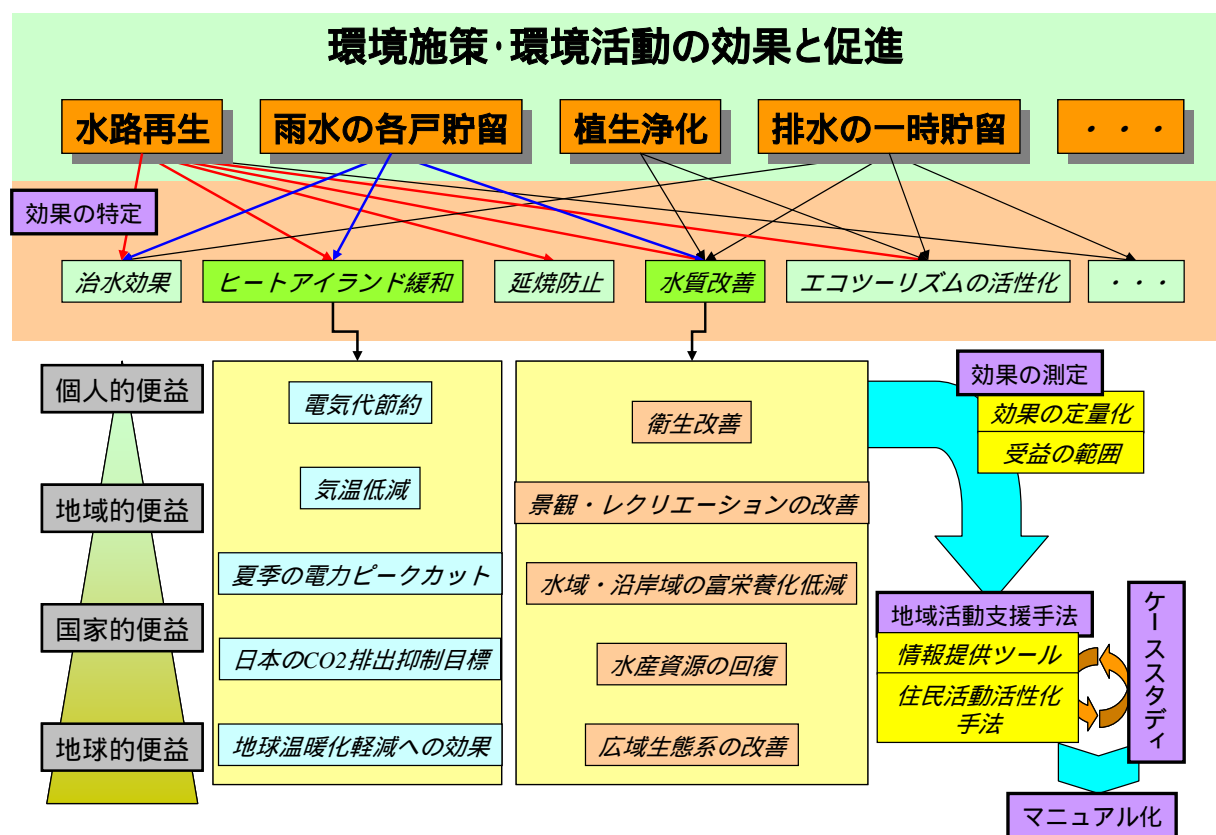 環境施策･環境活動の効果と促進
水路再生
雨水の各戸貯留
植生浄化
排水の一時貯留
・・・
効果の特定
治水効果
ヒートアイランド緩和
延焼防止
水質改善
エコツーリズムの活性化
・・・
個人的便益
地域的便益
国家的便益
地球的便益
電気代節約
気温低減
夏季の電力ピークカット
日本のCO2排出抑制目標
地球温暖化軽減への効果
衛生改善
景観・レクリエーションの改善
水域・沿岸域の富栄養化低減
水産資源の回復
広域生態系の改善
効果の測定
効果の定量化
受益の範囲
地域活動支援手法
情報提供ツール
住民活動活性化
手法
ケーススタディ
マニュアル化